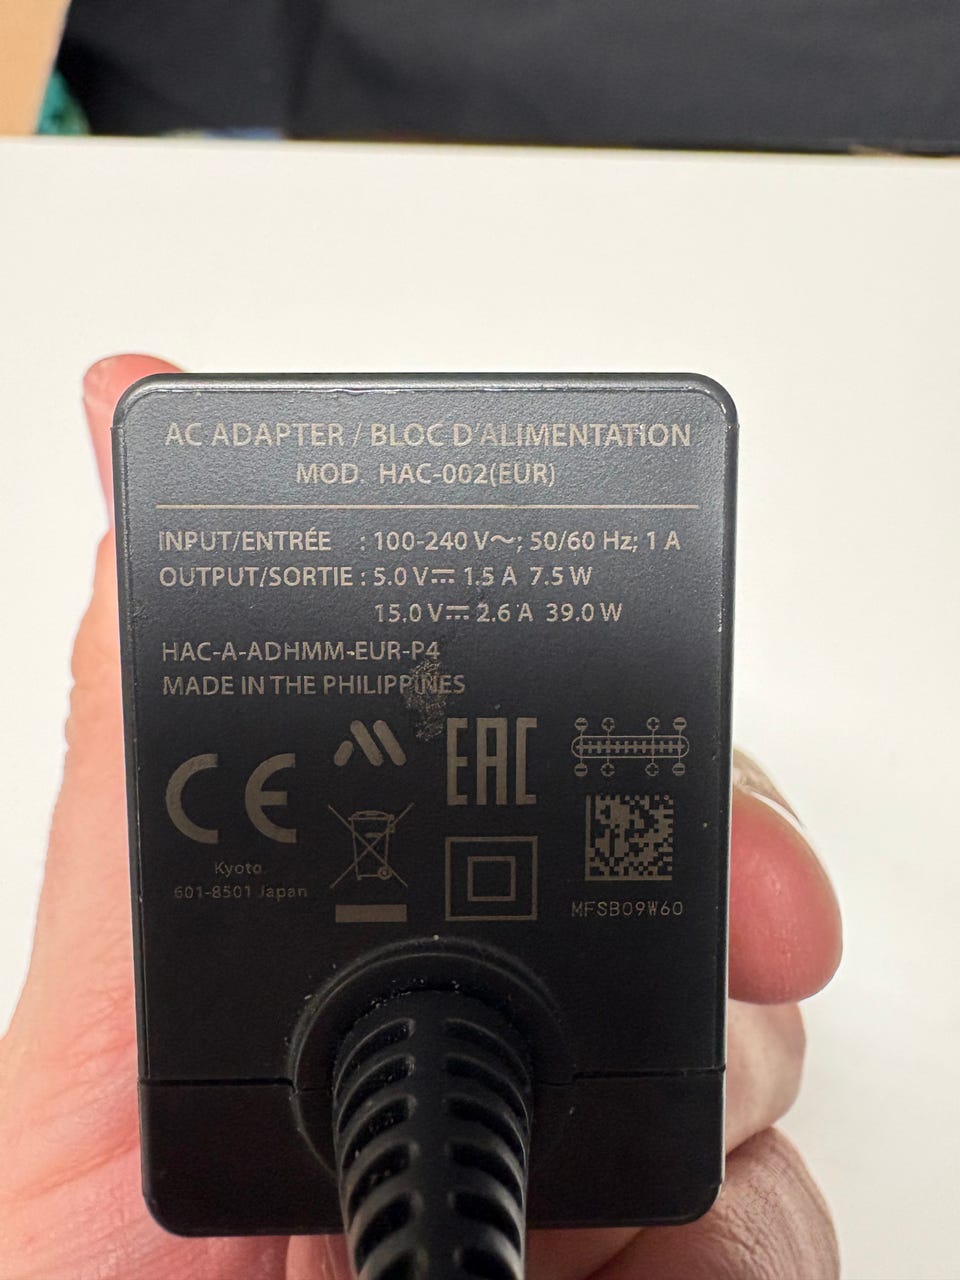 AC ADAPTER / BLOC D'ALIMENTATION
MOD. HAC-002(EUR)
INPUT/ENTRÉE : 100-240 V~; 50/60 Hz; 1 A
OUTPUT/SORTIE : 5.0 V⎓ 1.5 A 7.5 W
15.0 V⎓ 2.6 A 39.0 W
HAC-A-ADHMM-EUR-P4
MADE IN THE PHILIPPINES
CE
EAC
Kyoto
601-8501 Japan
MFSB09W60